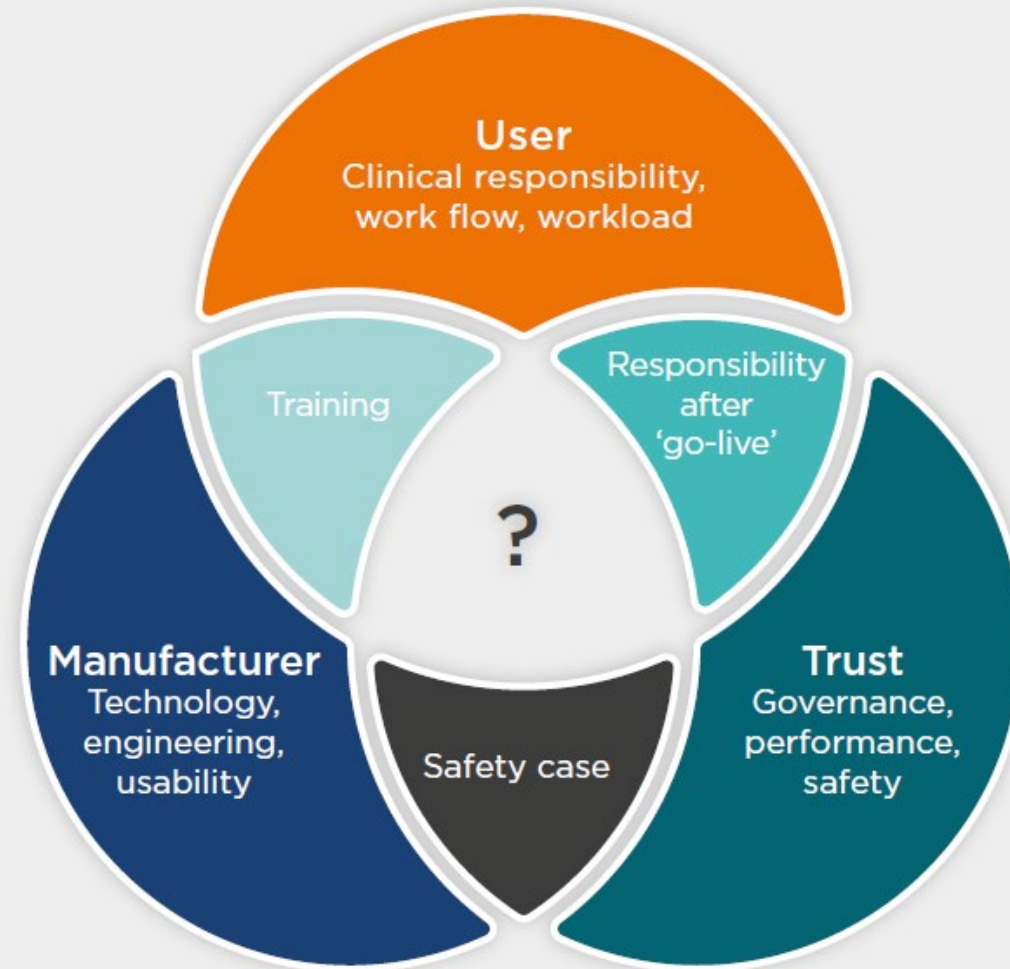 User
Clinical responsibility,
work flow, workload
Training
Responsibility
after
‘go-live’
?
Manufacturer
Technology,
engineering,
usability
Safety case
Trust
Governance,
performance,
safety